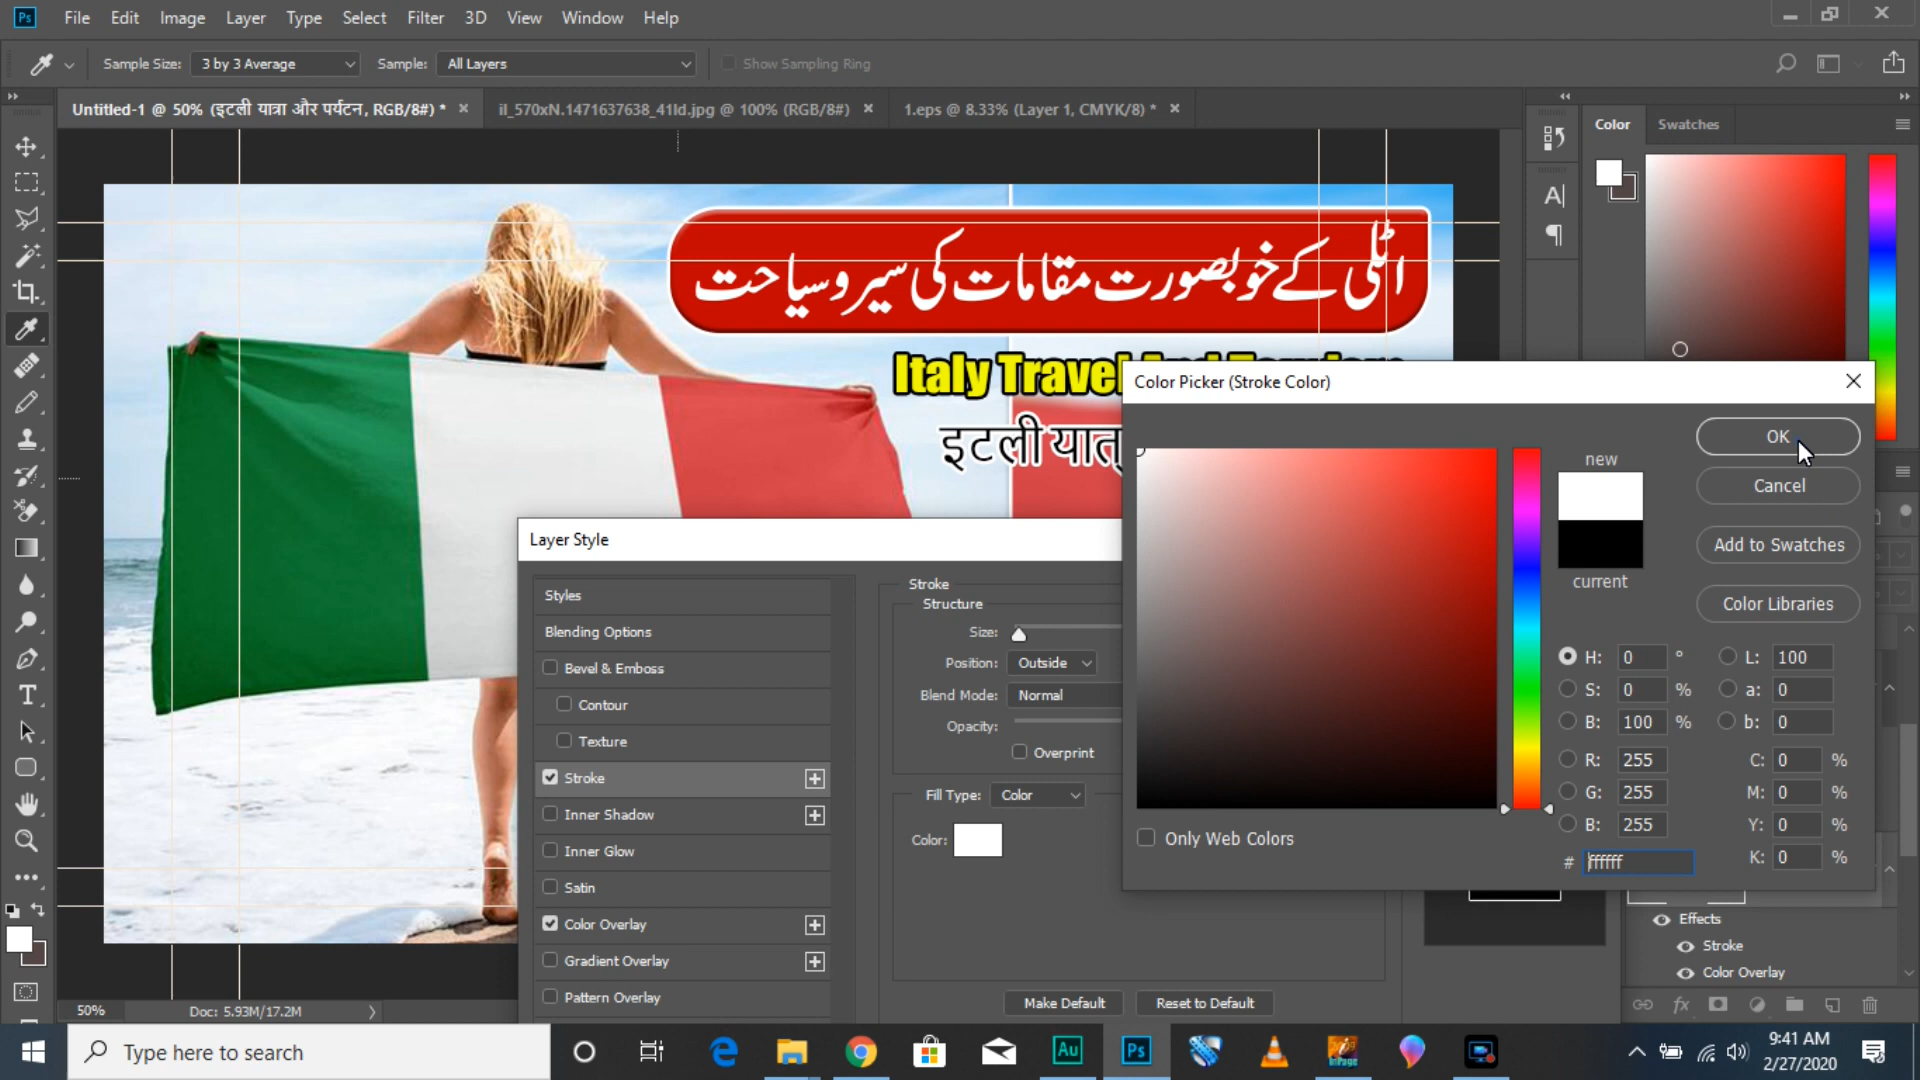 Ps File Edit Image Layer Type Select Filter 3D View Window Help
Sample Size: 3 by 3 Average Sample: All Layers Show Sampling Ring
Untitled-1 @ 50% (इटली यात्रा और पर्यटन, RGB/8#) * il_570xN.1471637638_41ld.jpg @ 100% (RGB/8#) 1.eps @ 8.33% (Layer 1, CMYK/8) *
Color Swatches
اٹلی کے خوبصورت مقامات کی سیر و سیاحت
Italy Travel And Tourism
इटली यात्
Color Picker (Stroke Color)
OK
new
Cancel
Add to Swatches
current
Color Libraries
H: 0 ° L: 100
S: 0 % a: 0
B: 100 % b: 0
R: 255 C: 0 %
G: 255 M: 0 %
B: 255 Y: 0 %
# ffffff K: 0 %
Only Web Colors
Layer Style
Styles
Blending Options
Bevel & Emboss
Contour
Texture
Stroke
Inner Shadow
Inner Glow
Satin
Color Overlay
Gradient Overlay
Pattern Overlay
Stroke
Structure
Size:
Position: Outside
Blend Mode: Normal
Opacity:
Overprint
Fill Type: Color
Color:
Make Default Reset to Default
Effects
Stroke
Color Overlay
50% Doc: 5.93M/17.2M
Type here to search
Au Ps InPage
9:41 AM
2/27/2020